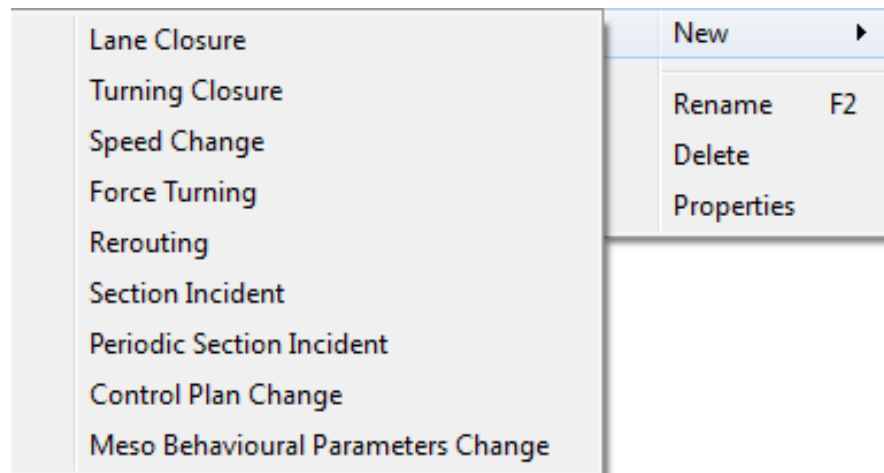 New
Rename F2
Delete
Properties
Lane Closure
Turning Closure
Speed Change
Force Turning
Rerouting
Section Incident
Periodic Section Incident
Control Plan Change
Meso Behavioural Parameters Change